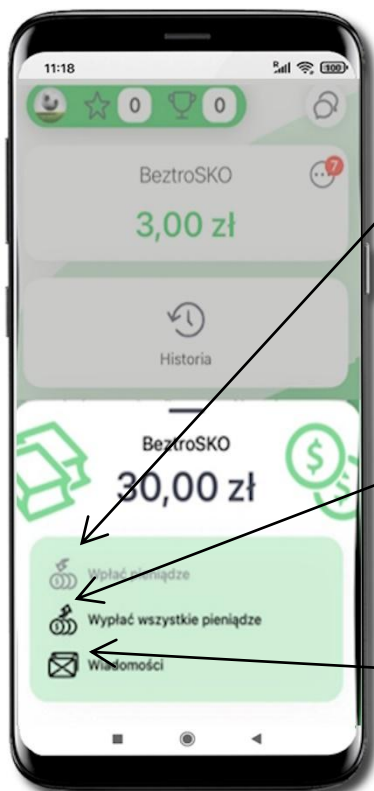 11:18
R 100
0 0
BeztroSKO
7
3,00 zł
Historia
BeztroSKO
30,00 zł
$
Wpłać pieniądze
Wypłać wszystkie pieniądze
Wiadomości